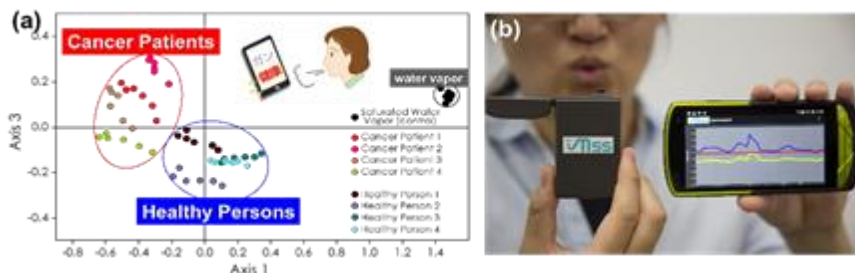 (a)
Cancer Patients
ガン
water vapor
Saturated Water
Vapor (control)
Cancer Patient 1
Cancer Patient 2
Cancer Patient 3
Cancer Patient 4
Healthy Person 1
Healthy Person 2
Healthy Person 3
Healthy Person 4
Healthy Persons
Axis 3
0.4
0.2
0.0
-0.2
-0.4
-0.8 -0.6 -0.4 -0.2 0.0 0.2 0.4 0.6 0.8 1.0 1.2 1.4
Axis 1
(b)
MSS